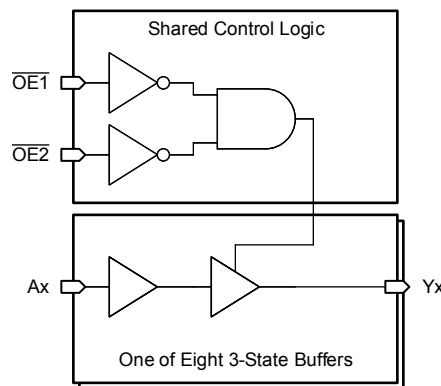 Shared Control Logic
OE1
OE2
Ax
Yx
One of Eight 3-State Buffers